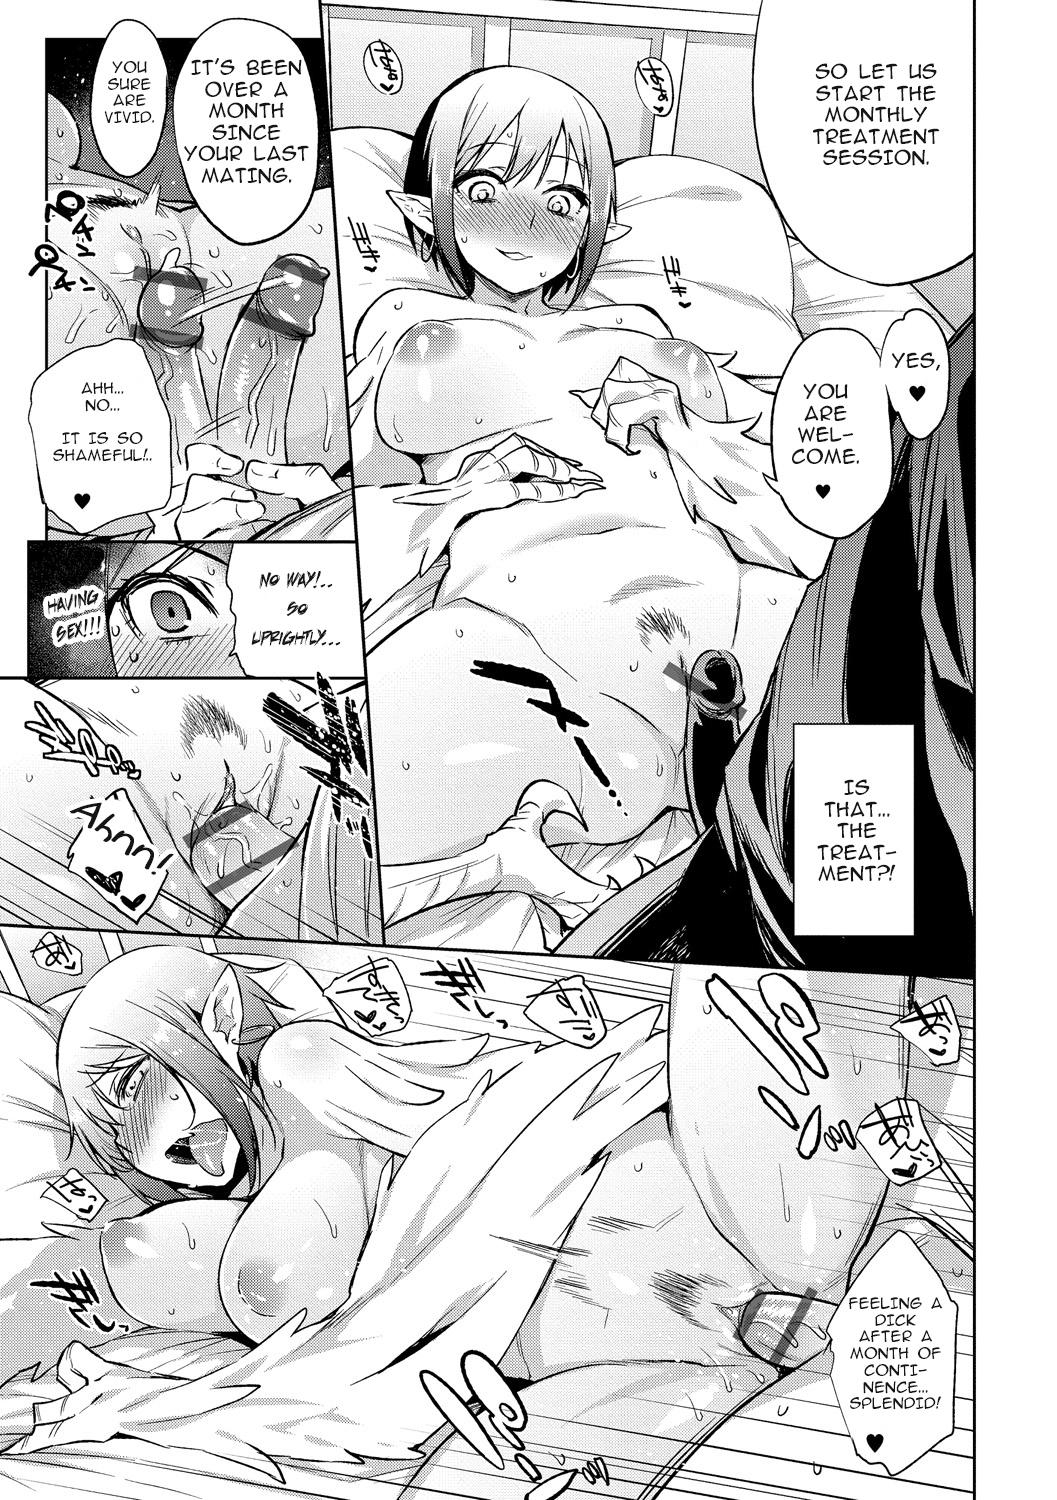 SO LET US
START THE
MONTHLY
TREATMENT
SESSION.
YES,
♥
YOU
ARE
WEL-
COME.
♥
IT'S BEEN
OVER A
MONTH
SINCE
YOUR LAST
MATING.
YOU
SURE
ARE
VIVID.
AHH...
NO...
IT IS SO
SHAMEFUL!.
♥
IS
THAT...
THE
TREAT-
MENT?!
NO WAY!..
SO
UPRIGHTLY...
HAVING
SEX!!!
Ahnn!
♥
FEELING A
DICK
AFTER A
MONTH OF
CONTI-
NENCE...
SPLENDID!
♥